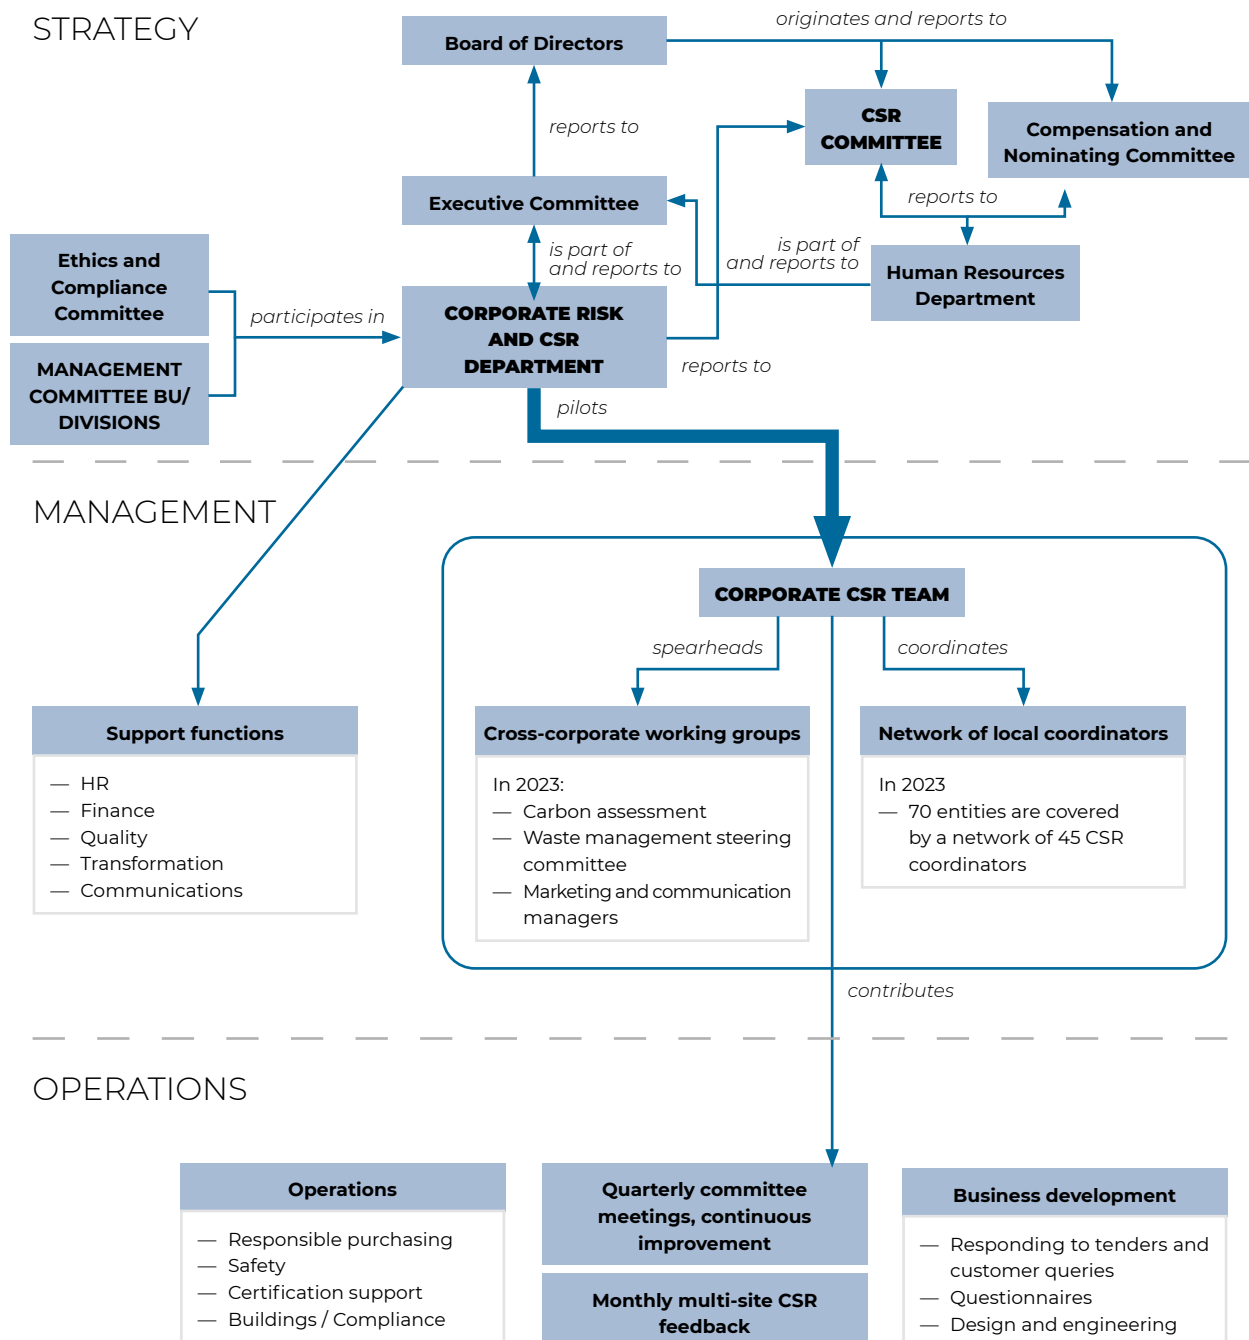 STRATEGY
originates and reports to
Board of Directors
CSR
COMMITTEE
Compensation and
Nominating Committee
reports to
Executive Committee
reports to
Ethics and
Compliance
Committee
is part of
and reports to
is part of
and reports to
Human Resources
Department
participates in
CORPORATE RISK
AND CSR
DEPARTMENT
reports to
MANAGEMENT
COMMITTEE BU/
DIVISIONS
pilots
MANAGEMENT
CORPORATE CSR TEAM
spearheads
coordinates
Support functions
— HR
— Finance
— Quality
— Transformation
— Communications
Cross-corporate working groups
In 2023:
— Carbon assessment
— Waste management steering
committee
— Marketing and communication
managers
Network of local coordinators
In 2023
— 70 entities are covered
by a network of 45 CSR
coordinators
contributes
OPERATIONS
Operations
— Responsible purchasing
— Safety
— Certification support
— Buildings / Compliance
Quarterly committee
meetings, continuous
improvement
Monthly multi-site CSR
feedback
Business development
— Responding to tenders and
customer queries
— Questionnaires
— Design and engineering